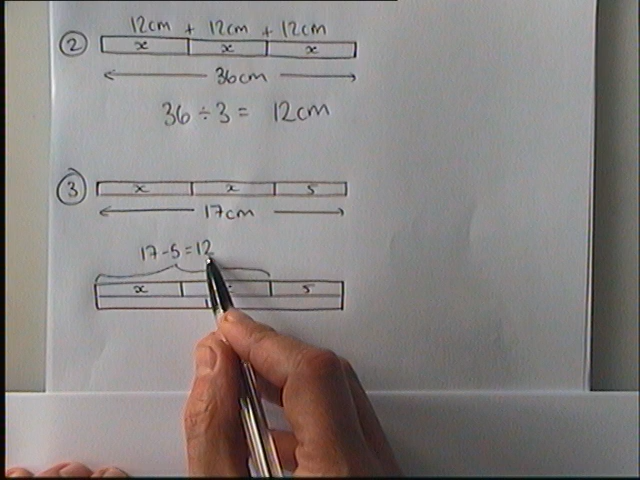 12cm + 12cm + 12cm
② x x x
36cm
36 ÷ 3 = 12cm
③ x x 5
17cm
17-5=12
x 5